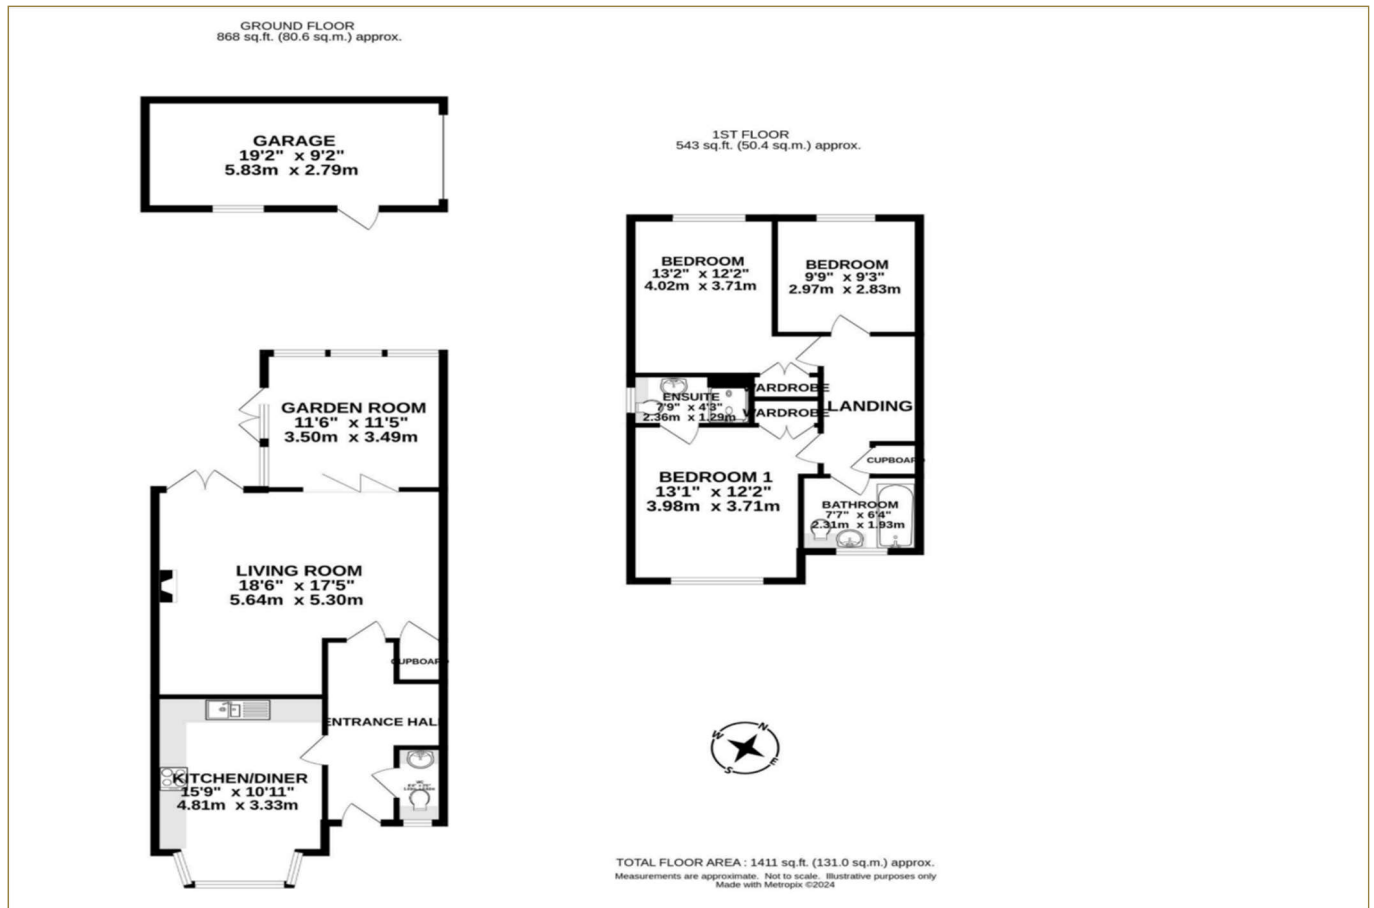 GROUND FLOOR
868 sq.ft. (80.6 sq.m.) approx.
GARAGE
19'2" x 9'2"
5.83m x 2.79m
1ST FLOOR
543 sq.ft. (50.4 sq.m.) approx.
BEDROOM
13'2" x 12'2"
4.02m x 3.71m
BEDROOM
9'9" x 9'3"
2.97m x 2.83m
WARDROBE
ENSUITE
7'9" x 4'3"
2.36m x 1.29m
WARDROBE
LANDING
CUPBOARD
BEDROOM 1
13'1" x 12'2"
3.98m x 3.71m
BATHROOM
7'7" x 6'4"
2.31m x 1.93m
GARDEN ROOM
11'6" x 11'5"
3.50m x 3.49m
LIVING ROOM
18'6" x 17'5"
5.64m x 5.30m
CUPBOARD
ENTRANCE HALL
KITCHEN/DINER
15'9" x 10'11"
4.81m x 3.33m
WC
N
E
S
W
TOTAL FLOOR AREA : 1411 sq.ft. (131.0 sq.m.) approx.
Measurements are approximate. Not to scale. Illustrative purposes only
Made with Metropix ©2024